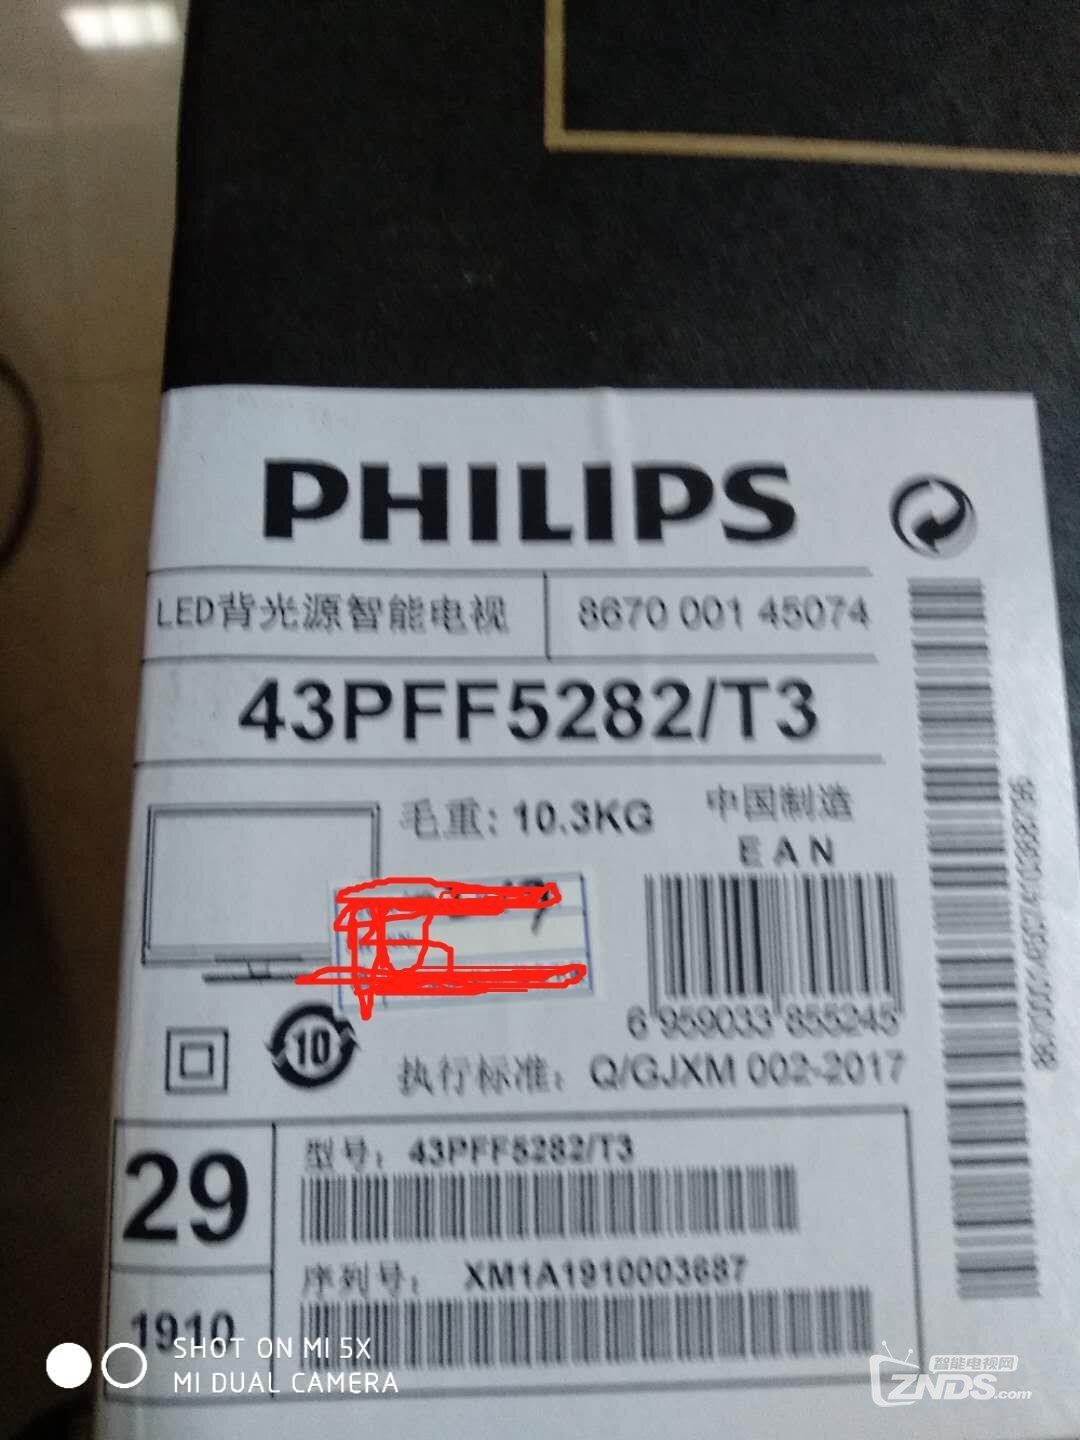 PHILIPS
LED背光源智能电视
8670 001 45074
43PFF5282/T3
毛重: 10.3KG
中国制造
EAN
6 959033 855245
10
执行标准: Q/GJXM 002-2017
29
型号: 43PFF5282/T3
序列号: XM1A1910003687
1910
SHOT ON MI 5X
MI DUAL CAMERA
智能电视网
ZNDS.com